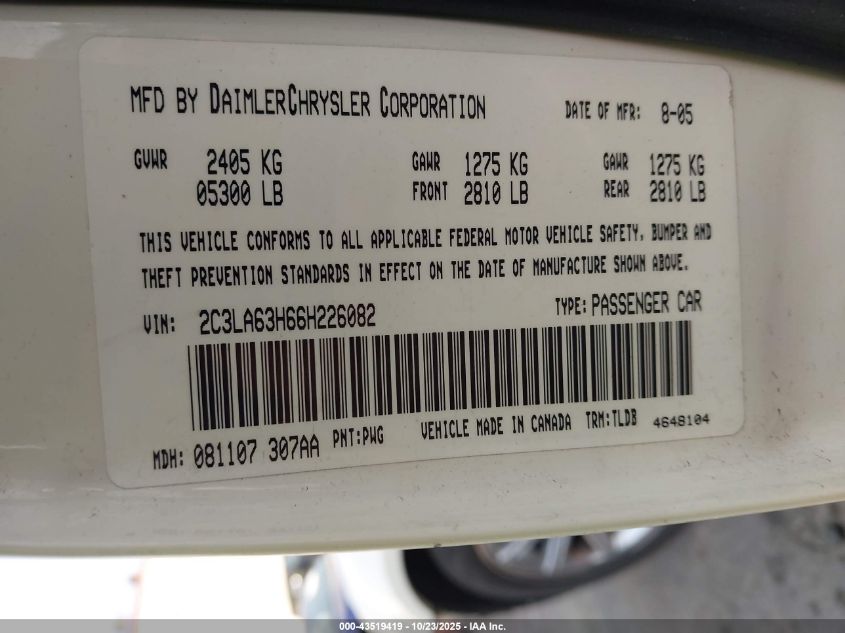 MFD BY DAIMLERCHRYSLER CORPORATION DATE OF MFR: 8-05
GVWR 2405 KG GAWR 1275 KG GAWR 1275 KG
05300 LB FRONT 2810 LB REAR 2810 LB
THIS VEHICLE CONFORMS TO ALL APPLICABLE FEDERAL MOTOR VEHICLE SAFETY, BUMPER AND
THEFT PREVENTION STANDARDS IN EFFECT ON THE DATE OF MANUFACTURE SHOWN ABOVE.
VIN: 2C3LA63H66H226082 TYPE: PASSENGER CAR
MDH: 081107 307AA PNT:PWG VEHICLE MADE IN CANADA TRM:TLDB 4648104
000-43519419 - 10/23/2025 - IAA Inc.